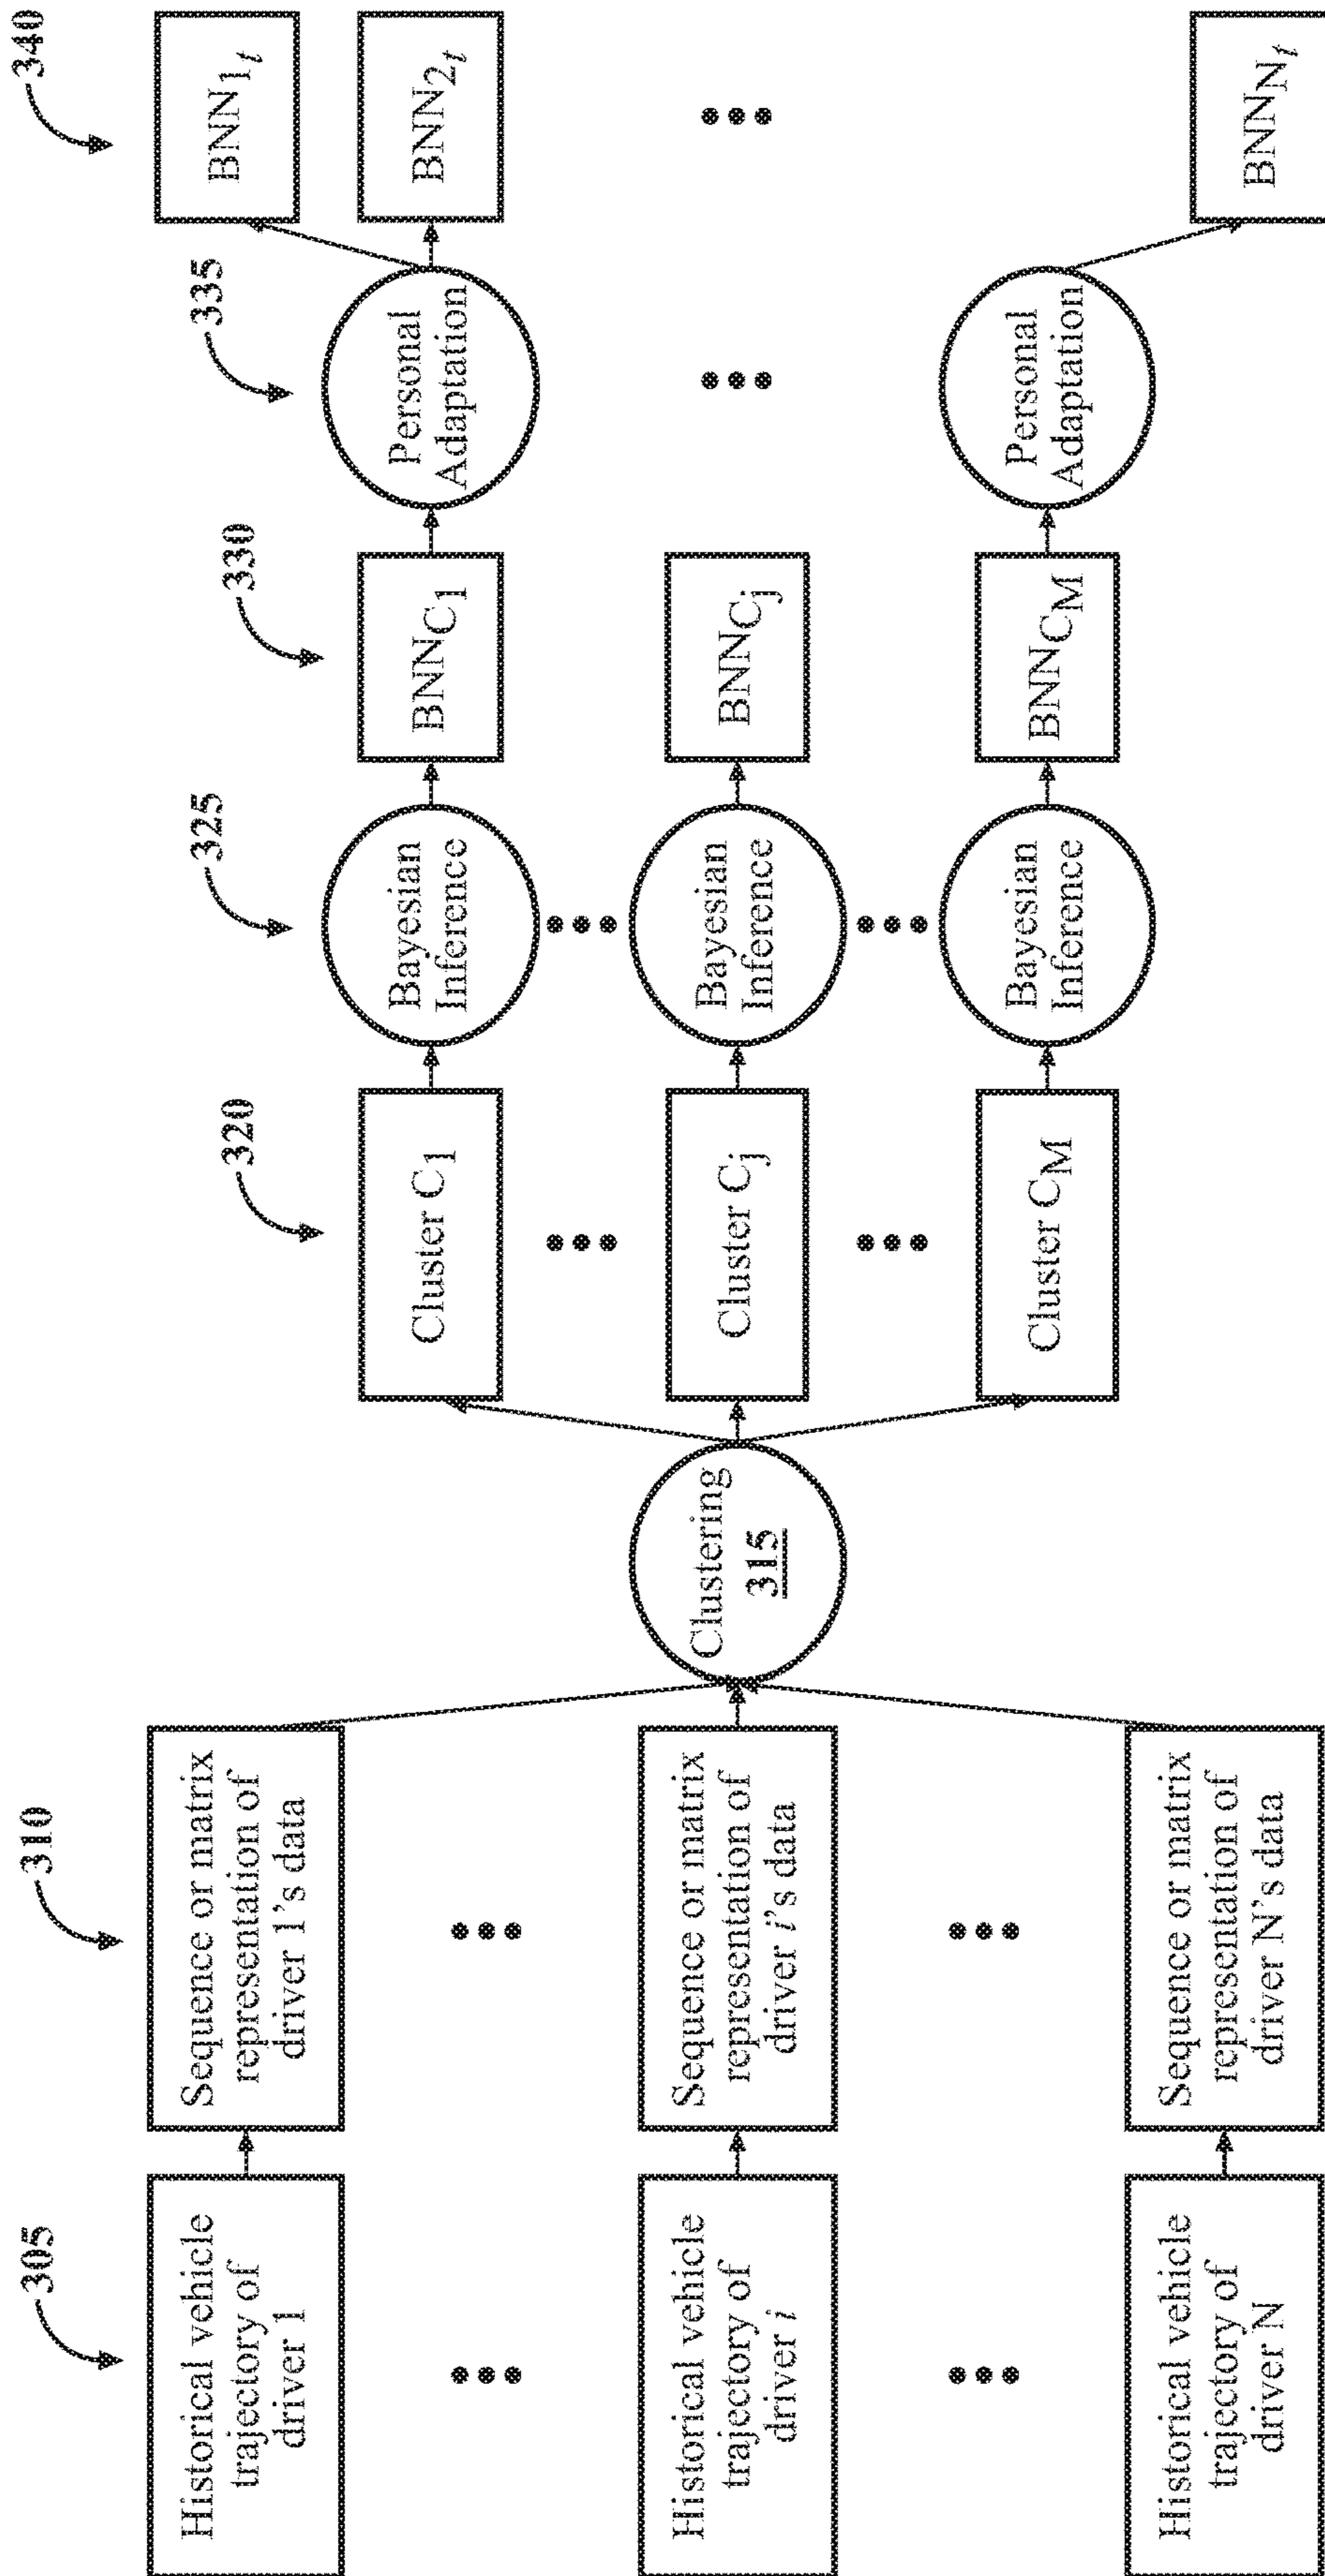 305
Historical vehicle
trajectory of
driver 1
Historical vehicle
trajectory of
driver i
Historical vehicle
trajectory of
driver N
310
Sequence or matrix
representation of
driver 1's data
Sequence or matrix
representation of
driver i's data
Sequence or matrix
representation of
driver N's data
Clustering
315
320
Cluster C1
Cluster Cj
Cluster CM
325
Bayesian
Inference
Bayesian
Inference
Bayesian
Inference
330
BNNC1
BNNCj
BNNCM
335
Personal
Adaptation
Personal
Adaptation
340
BNN1t
BNN2t
BNNNt